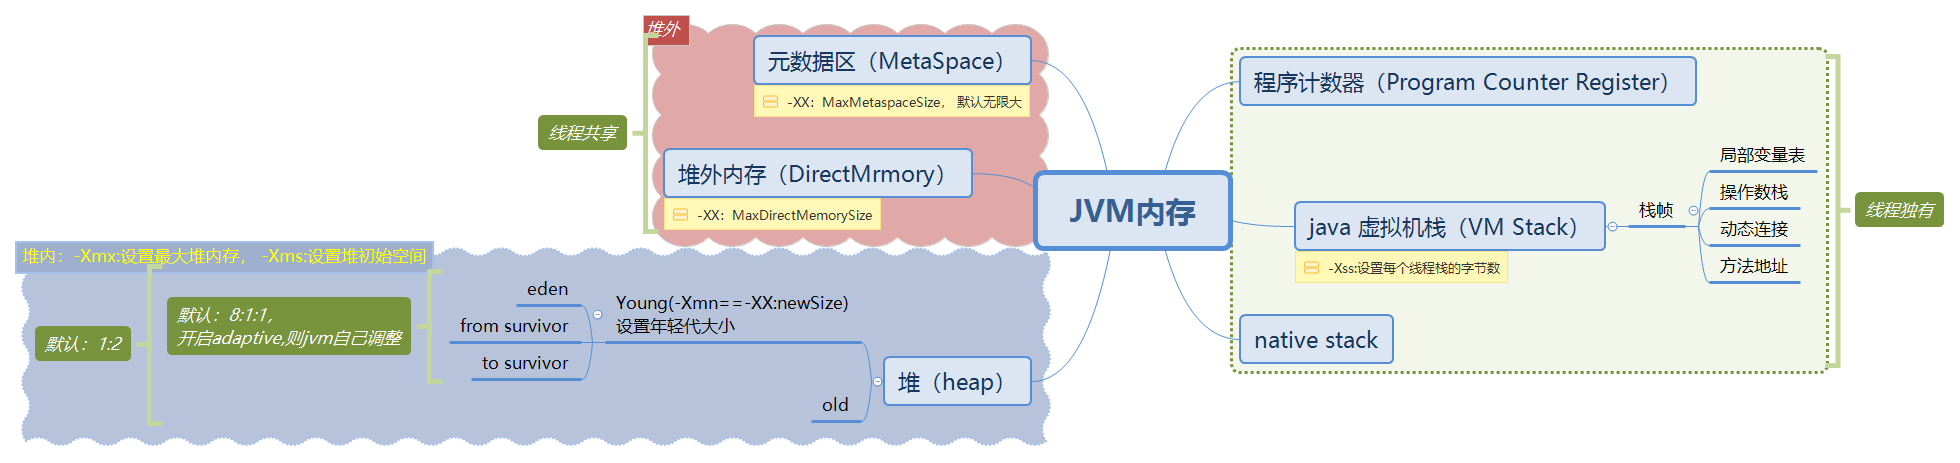 堆外
元数据区（MetaSpace）
-XX：MaxMetaspaceSize， 默认无限大
线程共享
堆外内存（DirectMrmory）
-XX：MaxDirectMemorySize
JVM内存
程序计数器（Program Counter Register）
java 虚拟机栈（VM Stack）
-Xss:设置每个线程栈的字节数
栈帧
局部变量表
操作数栈
动态连接
方法地址
线程独有
native stack
堆内：-Xmx:设置最大堆内存， -Xms:设置堆初始空间
默认：1:2
默认：8:1:1，
开启adaptive,则jvm自己调整
eden
from survivor
to survivor
Young(-Xmn==-XX:newSize)
设置年轻代大小
堆（heap）
old